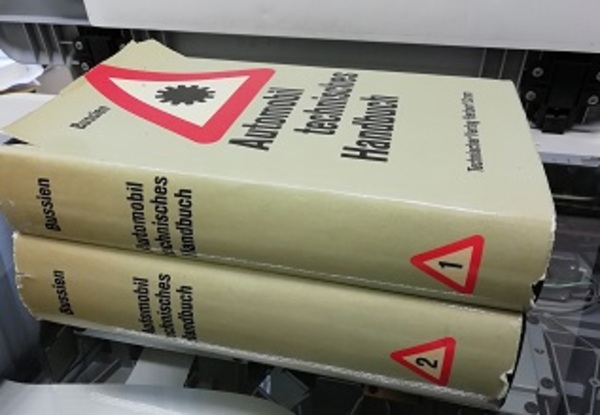 Bussien
Automobil
technisches
Handbuch
Technischer Verlag Herbert Cram
Bussien
Automobil
technisches
Handbuch
1
Bussien
Automobil
technisches
Handbuch
2